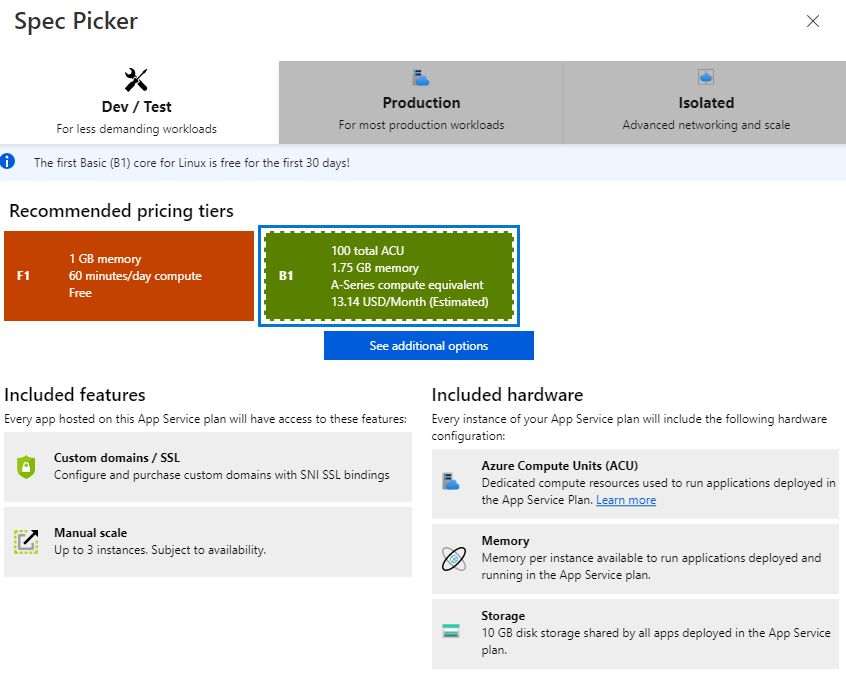 Spec Picker
Dev / Test
For less demanding workloads
Production
For most production workloads
Isolated
Advanced networking and scale
The first Basic (B1) core for Linux is free for the first 30 days!
Recommended pricing tiers
F1
1 GB memory
60 minutes/day compute
Free
B1
100 total ACU
1.75 GB memory
A-Series compute equivalent
13.14 USD/Month (Estimated)
See additional options
Included features
Every app hosted on this App Service plan will have access to these features:
Custom domains / SSL
Configure and purchase custom domains with SNI SSL bindings
Manual scale
Up to 3 instances. Subject to availability.
Included hardware
Every instance of your App Service plan will include the following hardware
configuration:
Azure Compute Units (ACU)
Dedicated compute resources used to run applications deployed in
the App Service Plan. Learn more
Memory
Memory per instance available to run applications deployed and
running in the App Service plan.
Storage
10 GB disk storage shared by all apps deployed in the App Service
plan.